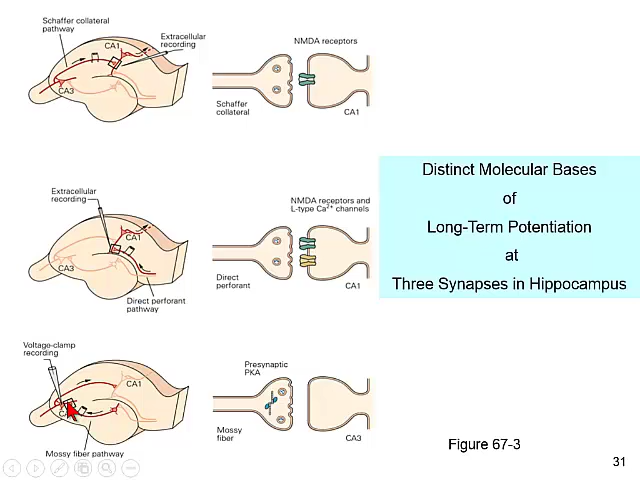 Schaffer collateral
pathway
CA1
Extracellular
recording
CA3
NMDA receptors
Schaffer
collateral
CA1
Distinct Molecular Bases
of
Long-Term Potentiation
at
Three Synapses in Hippocampus
Extracellular
recording
CA1
CA3
Direct perforant
pathway
NMDA receptors and
L-type Ca²⁺ channels
Direct
perforant
CA1
Voltage-clamp
recording
CA1
Mossy fiber pathway
Presynaptic
PKA
Mossy
fiber
CA3
Figure 67-3
31